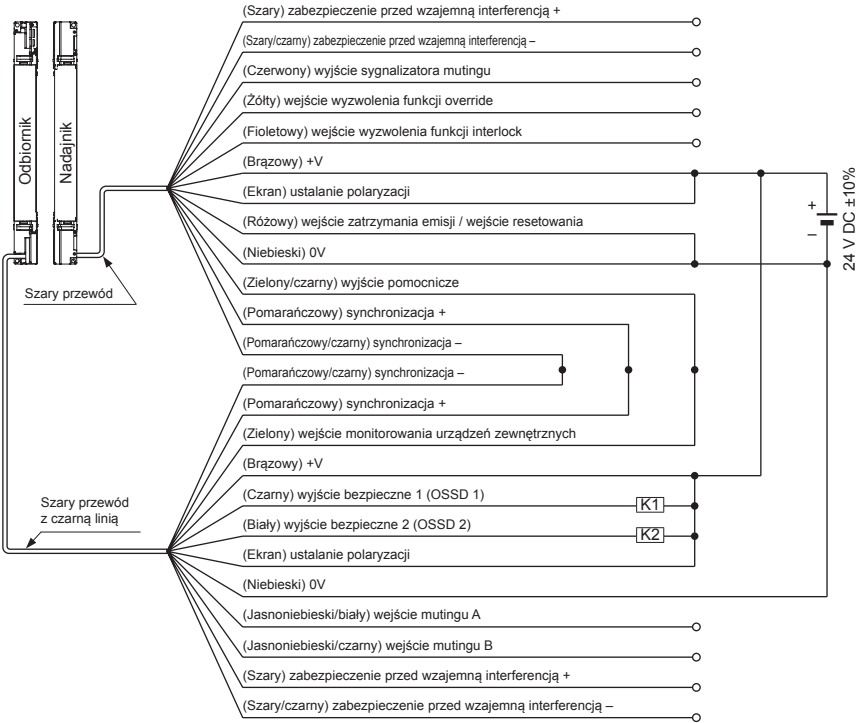 Odbiornik
Nadajnik
Szary przewód
Szary przewód
z czarną linią
(Szary) zabezpieczenie przed wzajemną interferencją +
(Szary/czarny) zabezpieczenie przed wzajemną interferencją –
(Czerwony) wyjście sygnalizatora mutingu
(Żółty) wejście wyzwolenia funkcji override
(Fioletowy) wejście wyzwolenia funkcji interlock
(Brązowy) +V
(Ekran) ustalanie polaryzacji
(Różowy) wejście zatrzymania emisji / wejście resetowania
(Niebieski) 0V
(Zielony/czarny) wyjście pomocnicze
(Pomarańczowy) synchronizacja +
(Pomarańczowy/czarny) synchronizacja –
(Pomarańczowy/czarny) synchronizacja –
(Pomarańczowy) synchronizacja +
(Zielony) wejście monitorowania urządzeń zewnętrznych
(Brązowy) +V
(Czarny) wyjście bezpieczne 1 (OSSD 1)
K1
(Biały) wyjście bezpieczne 2 (OSSD 2)
K2
(Ekran) ustalanie polaryzacji
(Niebieski) 0V
(Jasnoniebieski/biały) wejście mutingu A
(Jasnoniebieski/czarny) wejście mutingu B
(Szary) zabezpieczenie przed wzajemną interferencją +
(Szary/czarny) zabezpieczenie przed wzajemną interferencją –
+
–
24 V DC ±10%